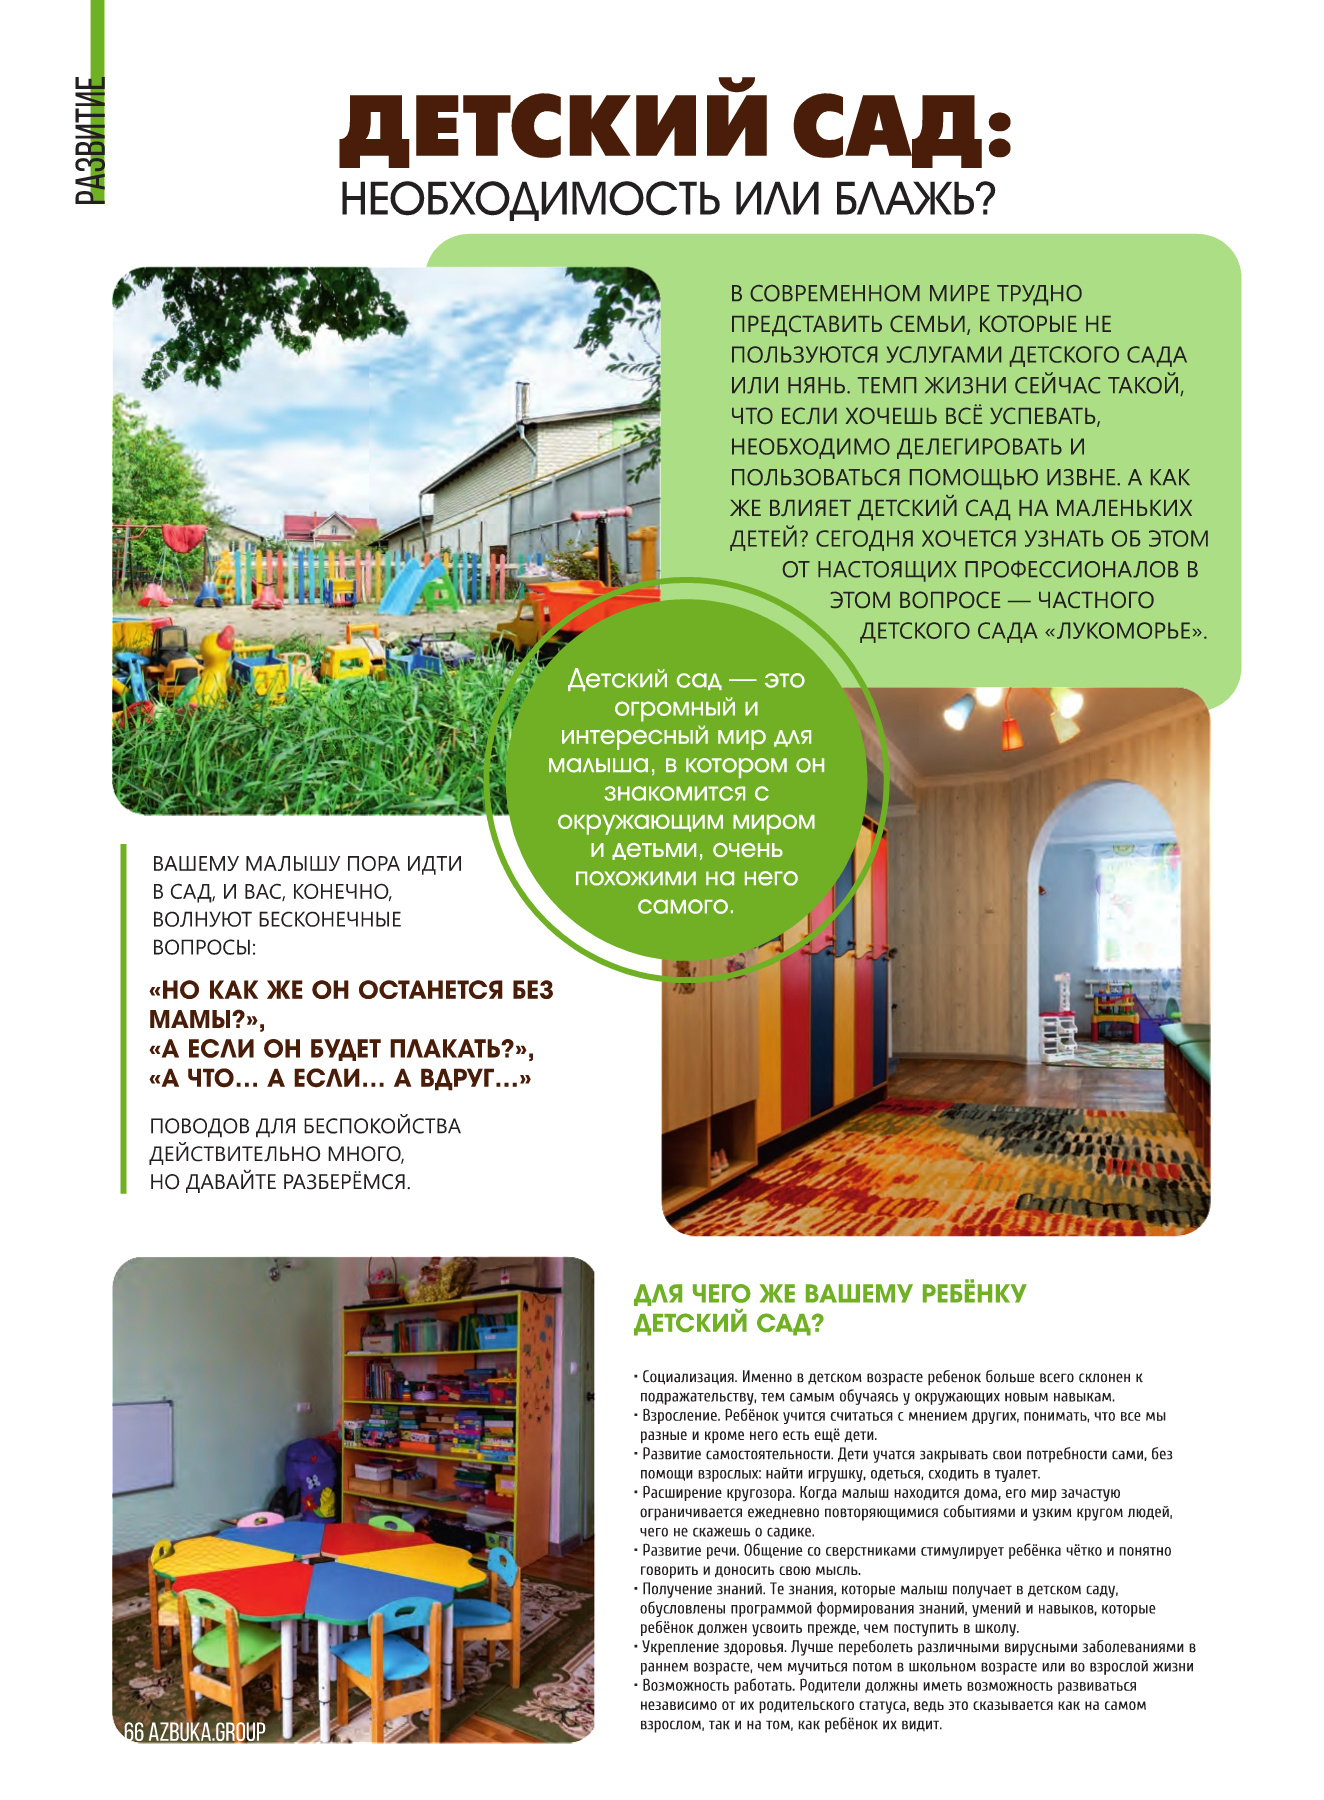 РАЗВИТИЕ
ДЕТСКИЙ САД:
НЕОБХОДИМОСТЬ ИЛИ БЛАЖЬ?
В СОВРЕМЕННОМ МИРЕ ТРУДНО
ПРЕДСТАВИТЬ СЕМЬИ, КОТОРЫЕ НЕ
ПОЛЬЗУЮТСЯ УСЛУГАМИ ДЕТСКОГО САДА
ИЛИ НЯНЬ. ТЕМП ЖИЗНИ СЕЙЧАС ТАКОЙ,
ЧТО ЕСЛИ ХОЧЕШЬ ВСЁ УСПЕВАТЬ,
НЕОБХОДИМО ДЕЛЕГИРОВАТЬ И
ПОЛЬЗОВАТЬСЯ ПОМОЩЬЮ ИЗВНЕ. А КАК
ЖЕ ВЛИЯЕТ ДЕТСКИЙ САД НА МАЛЕНЬКИХ
ДЕТЕЙ? СЕГОДНЯ ХОЧЕТСЯ УЗНАТЬ ОБ ЭТОМ
ОТ НАСТОЯЩИХ ПРОФЕССИОНАЛОВ В
ЭТОМ ВОПРОСЕ — ЧАСТНОГО
ДЕТСКОГО САДА «ЛУКОМОРЬЕ».
Детский сад — это
огромный и
интересный мир для
малыша, в котором он
знакомится с
окружающим миром
и детьми, очень
похожими на него
самого.
ВАШЕМУ МАЛЫШУ ПОРА ИДТИ
В САД, И ВАС, КОНЕЧНО,
ВОЛНУЮТ БЕСКОНЕЧНЫЕ
ВОПРОСЫ:
«НО КАК ЖЕ ОН ОСТАНЕТСЯ БЕЗ
МАМЫ?»,
«А ЕСЛИ ОН БУДЕТ ПЛАКАТЬ?»,
«А ЧТО... А ЕСЛИ... А ВДРУГ...»
ПОВОДОВ ДЛЯ БЕСПОКОЙСТВА
ДЕЙСТВИТЕЛЬНО МНОГО,
НО ДАВАЙТЕ РАЗБЕРЁМСЯ.
ДЛЯ ЧЕГО ЖЕ ВАШЕМУ РЕБЁНКУ
ДЕТСКИЙ САД?
• Социализация. Именно в детском возрасте ребенок больше всего склонен к
подражательству, тем самым обучаясь у окружающих новым навыкам.
• Взросление. Ребёнок учится считаться с мнением других, понимать, что все мы
разные и кроме него есть ещё дети.
• Развитие самостоятельности. Дети учатся закрывать свои потребности сами, без
помощи взрослых: найти игрушку, одеться, сходить в туалет.
• Расширение кругозора. Когда малыш находится дома, его мир зачастую
ограничивается ежедневно повторяющимися событиями и узким кругом людей,
чего не скажешь о садике.
• Развитие речи. Общение со сверстниками стимулирует ребёнка чётко и понятно
говорить и доносить свою мысль.
• Получение знаний. Те знания, которые малыш получает в детском саду,
обусловлены программой формирования знаний, умений и навыков, которые
ребёнок должен усвоить прежде, чем поступить в школу.
• Укрепление здоровья. Лучше переболеть различными вирусными заболеваниями в
раннем возрасте, чем мучиться потом в школьном возрасте или во взрослой жизни
• Возможность работать. Родители должны иметь возможность развиваться
независимо от их родительского статуса, ведь это сказывается как на самом
взрослом, так и на том, как ребёнок их видит.
66 AZBUKA.GROUP